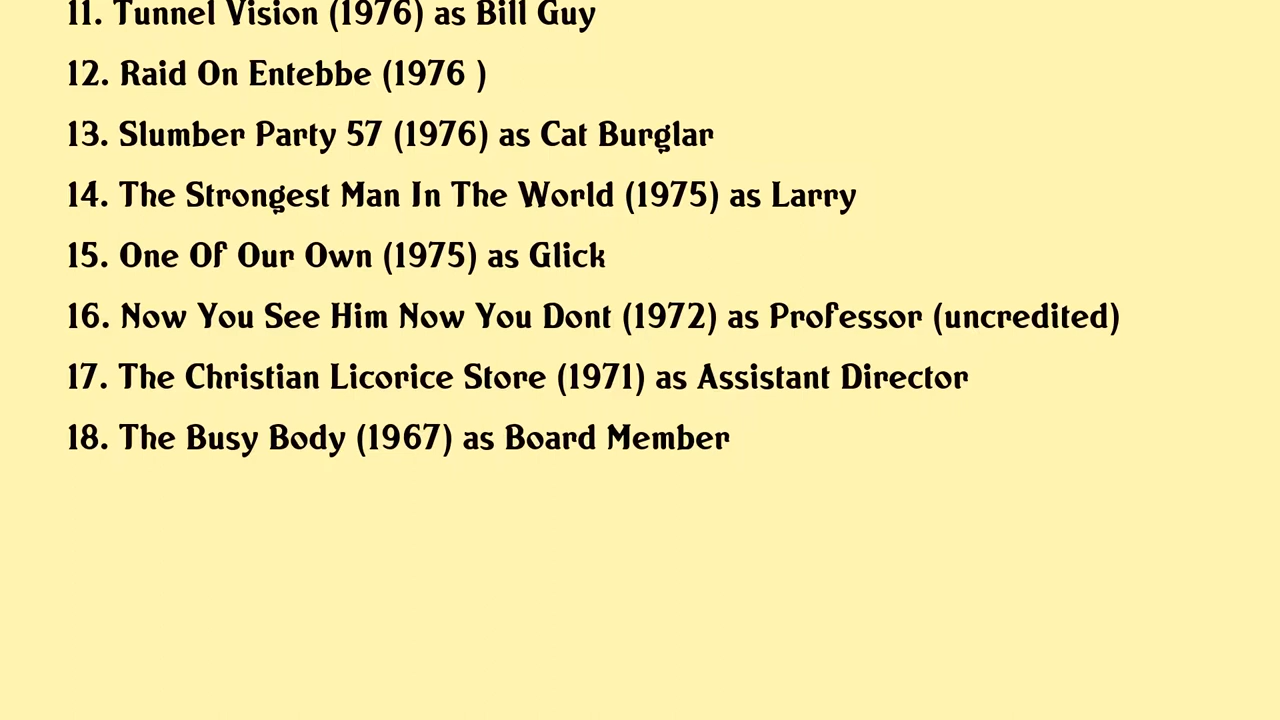 11. Tunnel Vision (1976) as Bill Guy
12. Raid On Entebbe (1976 )
13. Slumber Party 57 (1976) as Cat Burglar
14. The Strongest Man In The World (1975) as Larry
15. One Of Our Own (1975) as Glick
16. Now You See Him Now You Dont (1972) as Professor (uncredited)
17. The Christian Licorice Store (1971) as Assistant Director
18. The Busy Body (1967) as Board Member